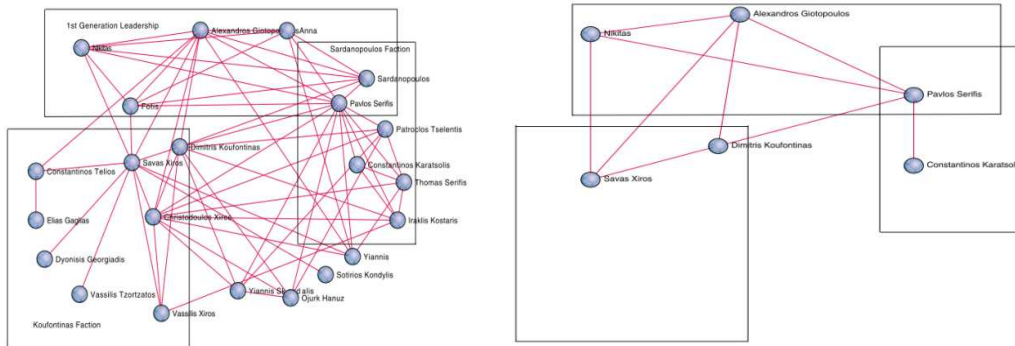 1st Generation Leadership
Alexandros Giotopoulos
Anna
Nikitas
Sardanopoulos Faction
Sardanopoulos
Fotis
Pavlos Serifis
Patroclos Tselentis
Dimitris Koufontinas
Savas Xiros
Constantinos Karatsolis
Constantinos Telios
Thomas Serifis
Elias Gaglias
Christodoulos Xiros
Iraklis Kostaris
Dyonisis Georgiadis
Yiannis
Sotirios Kondylis
Vassilis Tzortzatos
Yiannis
Ojurk Hanuz
Vassilis Xiros
Koufontinas Faction
Alexandros Giotopoulos
Nikitas
Pavlos Serifis
Dimitris Koufontinas
Constantinos Karatsol
Savas Xiros